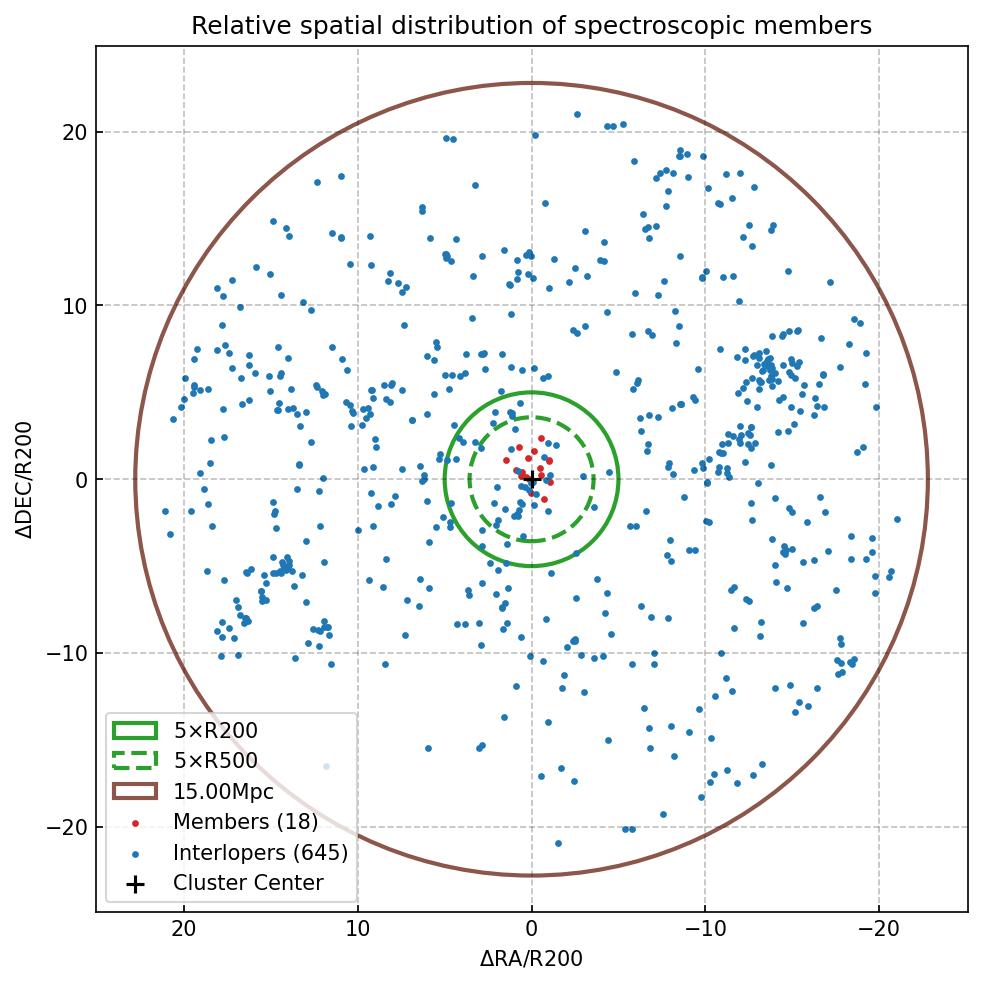 Relative spatial distribution of spectroscopic members
ΔDEC/R200
20
10
0
−10
−20
5×R200
5×R500
15.00Mpc
Members (18)
Interlopers (645)
Cluster Center
20
10
0
−10
−20
ΔRA/R200